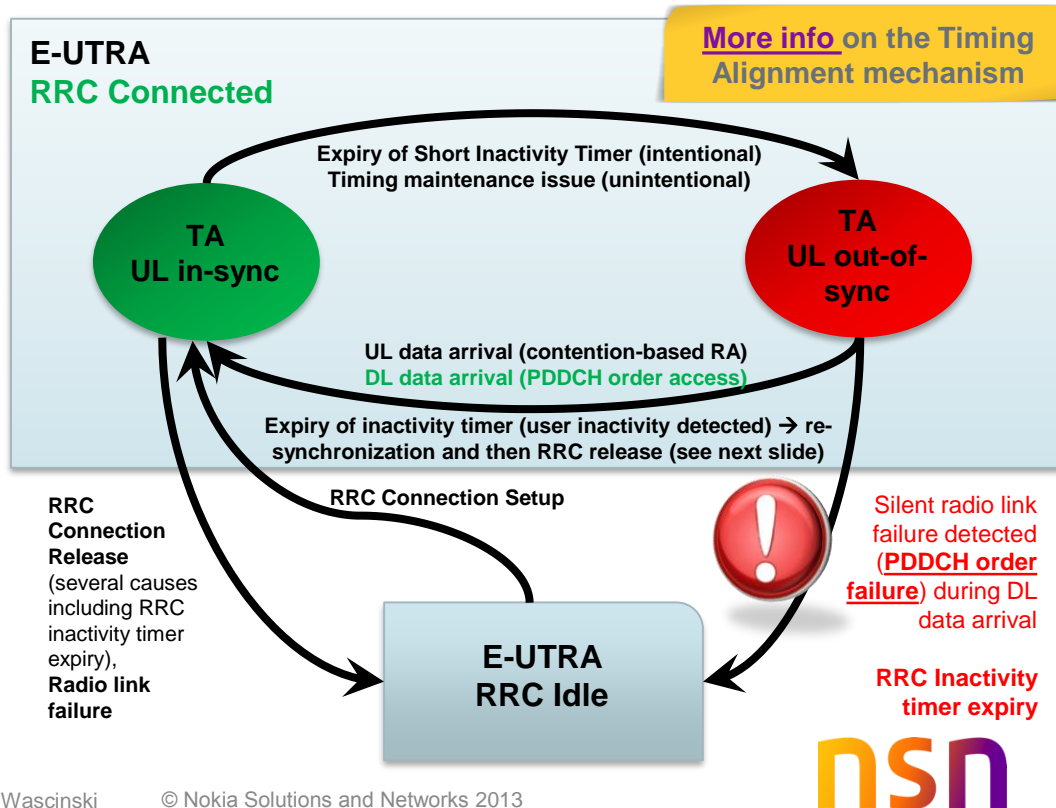 E-UTRA
RRC Connected
More info on the Timing
Alignment mechanism
Expiry of Short Inactivity Timer (intentional)
Timing maintenance issue (unintentional)
TA
UL in-sync
TA
UL out-of-
sync
UL data arrival (contention-based RA)
DL data arrival (PDDCH order access)
Expiry of inactivity timer (user inactivity detected) → re-
synchronization and then RRC release (see next slide)
RRC Connection Setup
RRC
Connection
Release
(several causes
including RRC
inactivity timer
expiry),
Radio link
failure
Silent radio link
failure detected
(PDDCH order
failure) during DL
data arrival
RRC Inactivity
timer expiry
E-UTRA
RRC Idle
nsn
Wascinski © Nokia Solutions and Networks 2013